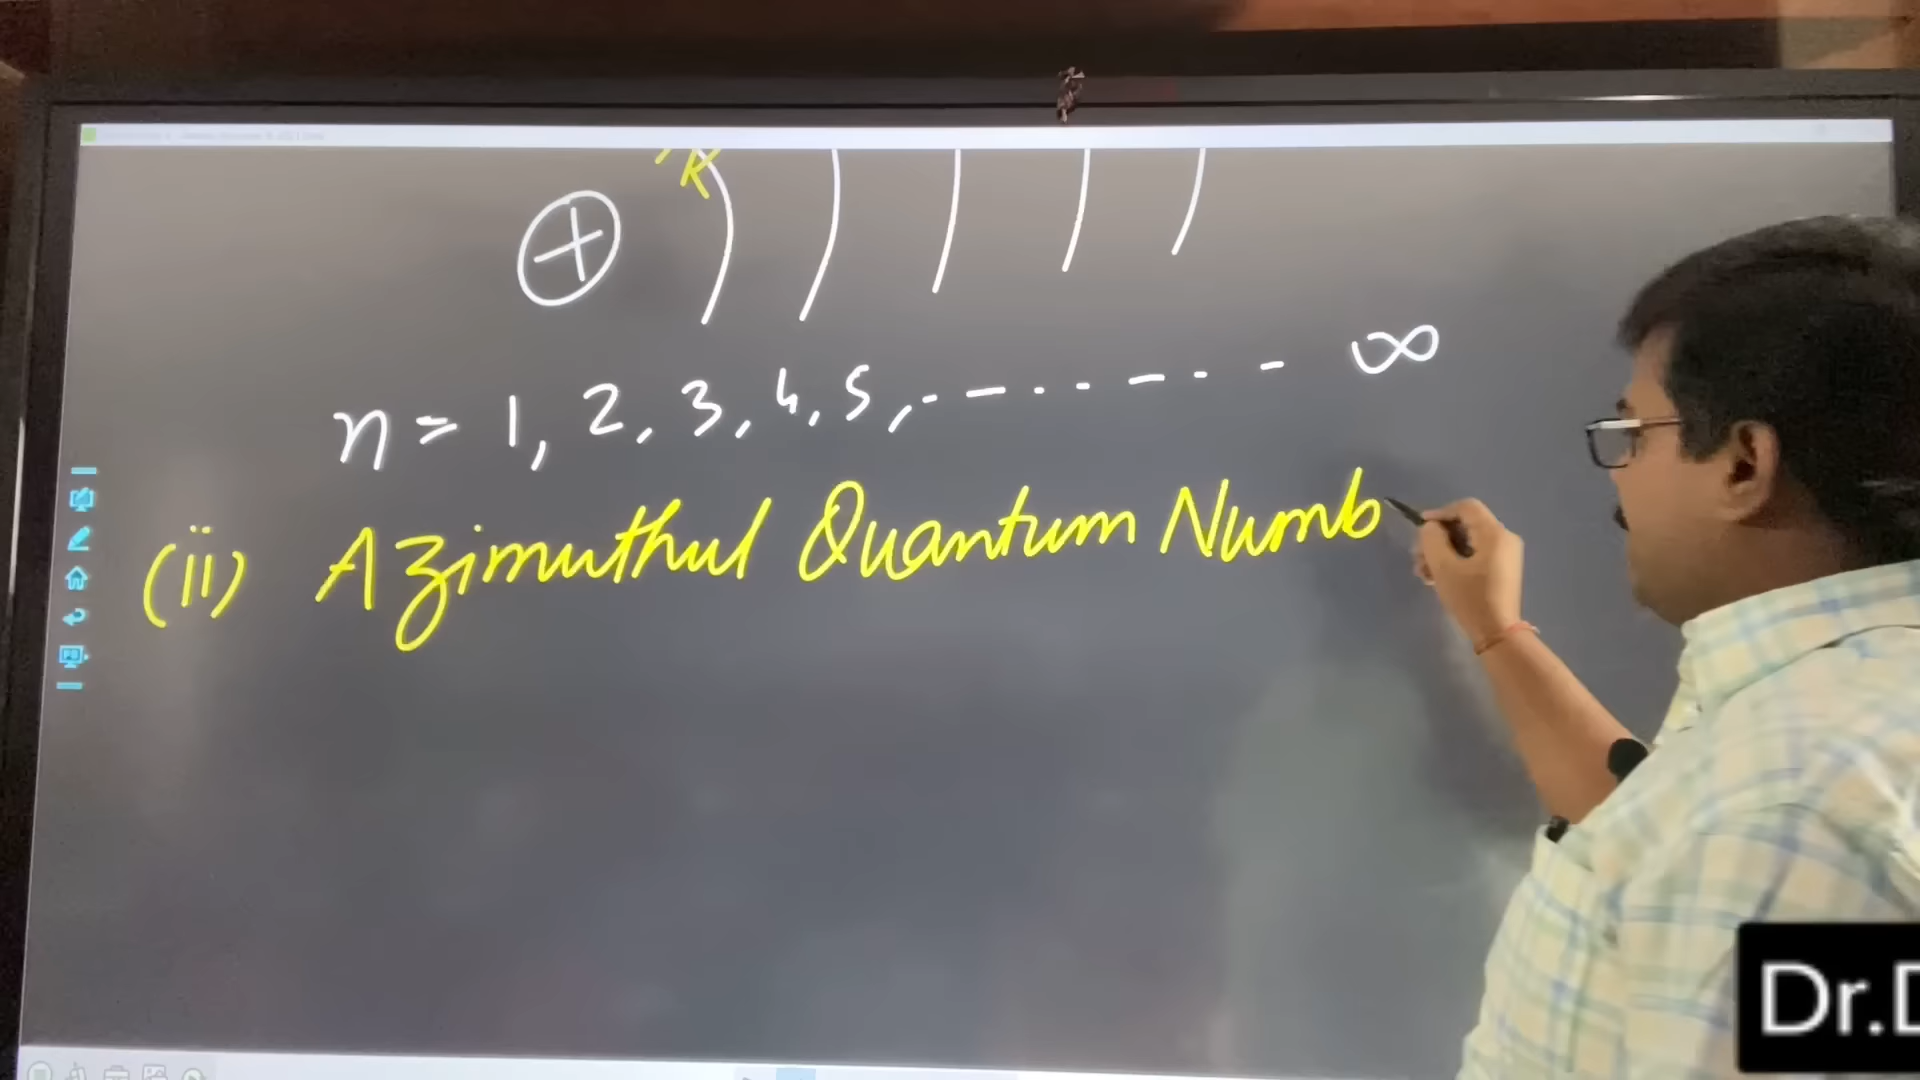 n = 1, 2, 3, 4, 5, - - - - - - - - ∞
(ii) Azimuthul Quantum Numb
Dr.D